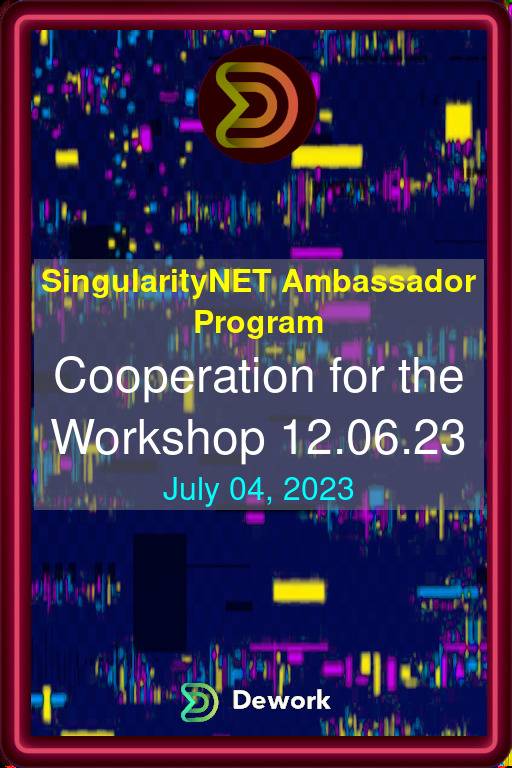 SingularityNET Ambassador
Program
Cooperation for the
Workshop 12.06.23
July 04, 2023
Dework